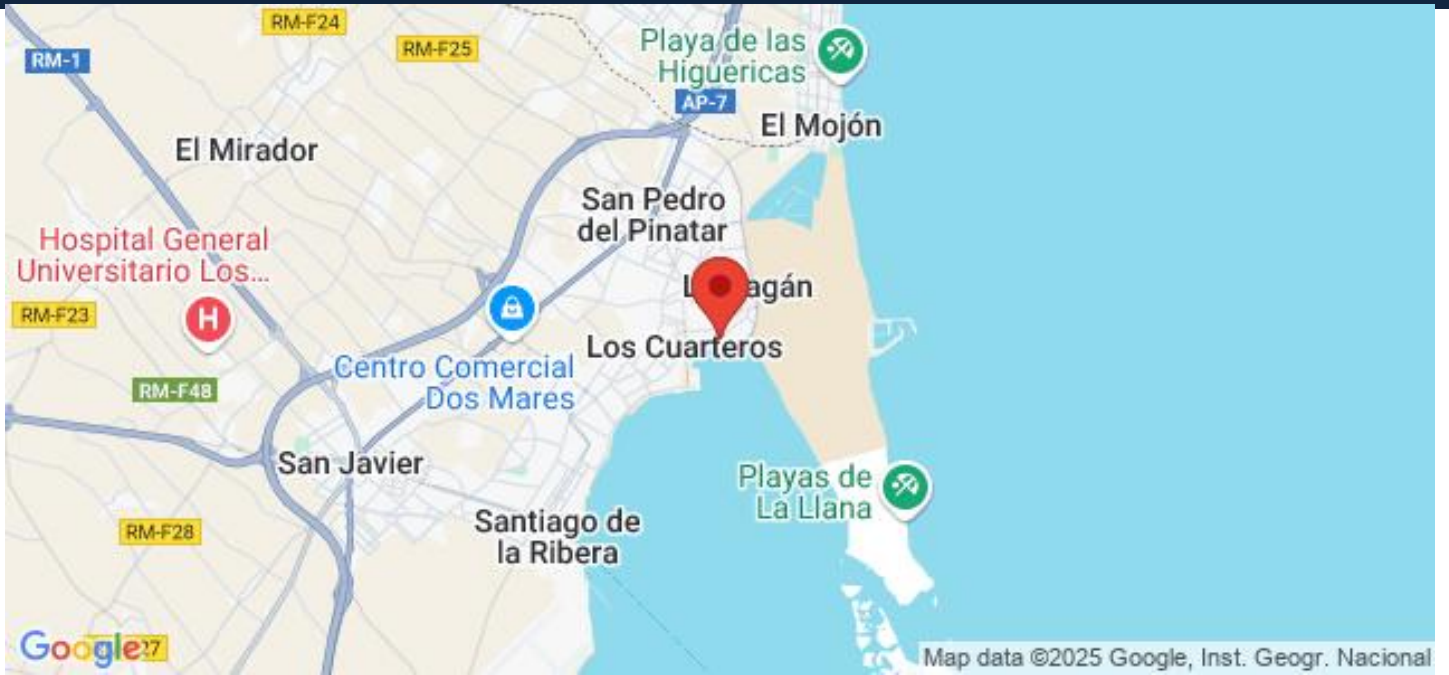 RM-F24
RM-F25
RM-1
Playa de las
Higuericas
AP-7
El Mojón
El Mirador
San Pedro
del Pinatar
Hospital General
Universitario Los...
H
RM-F23
agán
Los Cuarteros
Centro Comercial
Dos Mares
RM-F48
San Javier
Playas de
La Llana
Santiago de
la Ribera
RM-F28
Google
Map data ©2025 Google, Inst. Geogr. Nacional